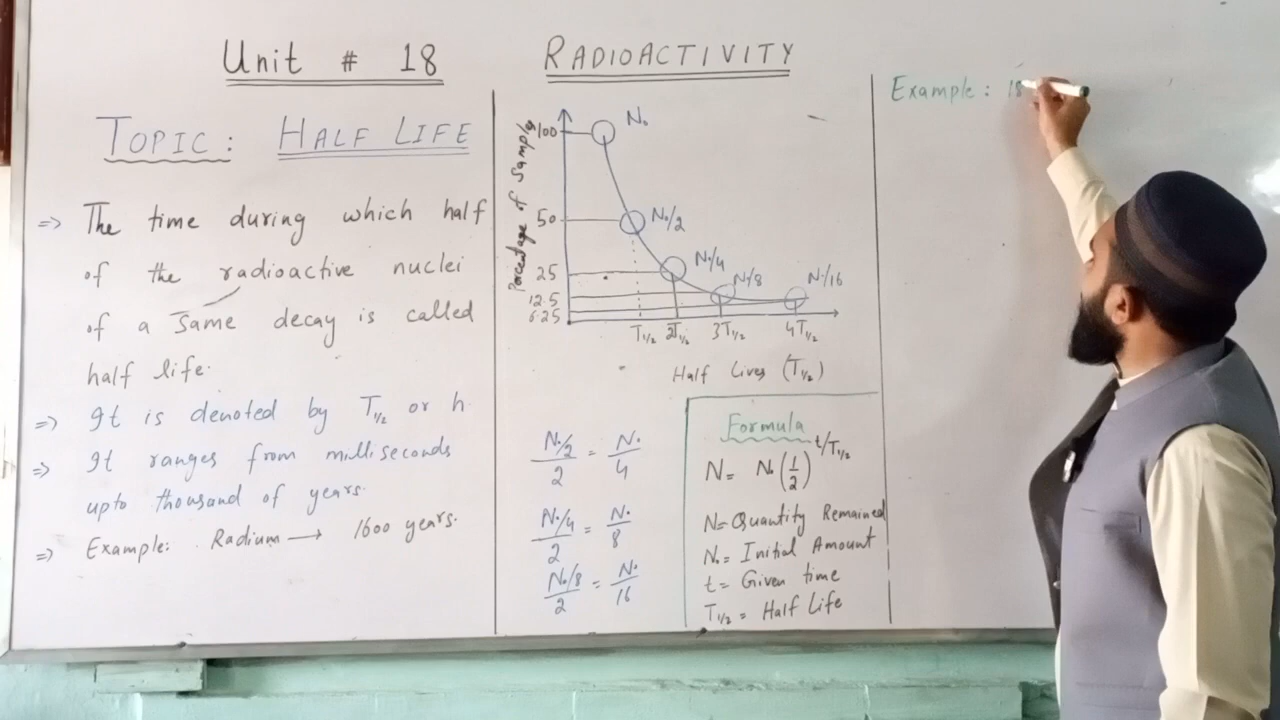 Unit # 18
RADIOACTIVITY
TOPIC: HALF LIFE
=> The time during which half
of the radioactive nuclei
of a same decay is called
half life.
=> It is denoted by T1/2 or h
=> It ranges from milliseconds
upto thousand of years.
=> Example: Radium → 1600 years.
Percentage of Sample
100
50
25
12.5
6.25
N₀
N₀/2
N₀/4
N₀/8
N₀/16
T1/2 2T1/2 3T1/2 4T1/2
Half Lives (T1/2)
N₀/2 / 2 = N₀/4
N₀/4 / 2 = N₀/8
N₀/8 / 2 = N₀/16
Formula
N = N₀(1/2)^t/T1/2
N = Quantity Remained
N₀ = Initial Amount
t = Given time
T1/2 = Half Life
Example: 18